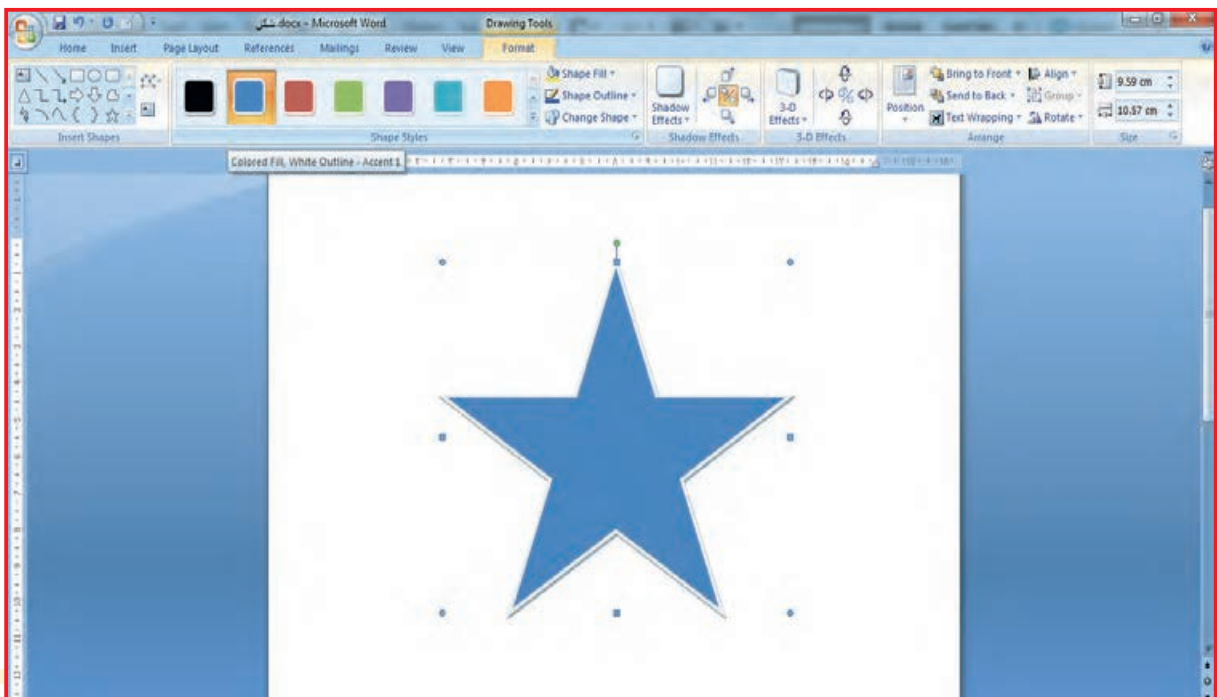 شكل.docx - Microsoft Word
Drawing Tools
Home Insert Page Layout References Mailings Review View Format
Shape Fill
Shape Outline
Change Shape
Shadow Effects
3-D Effects
Position
Bring to Front
Send to Back
Text Wrapping
Align
Group
Rotate
9.59 cm
10.57 cm
Insert Shapes Shape Styles Shadow Effects 3-D Effects Arrange Size
Colored Fill, White Outline - Accent 1